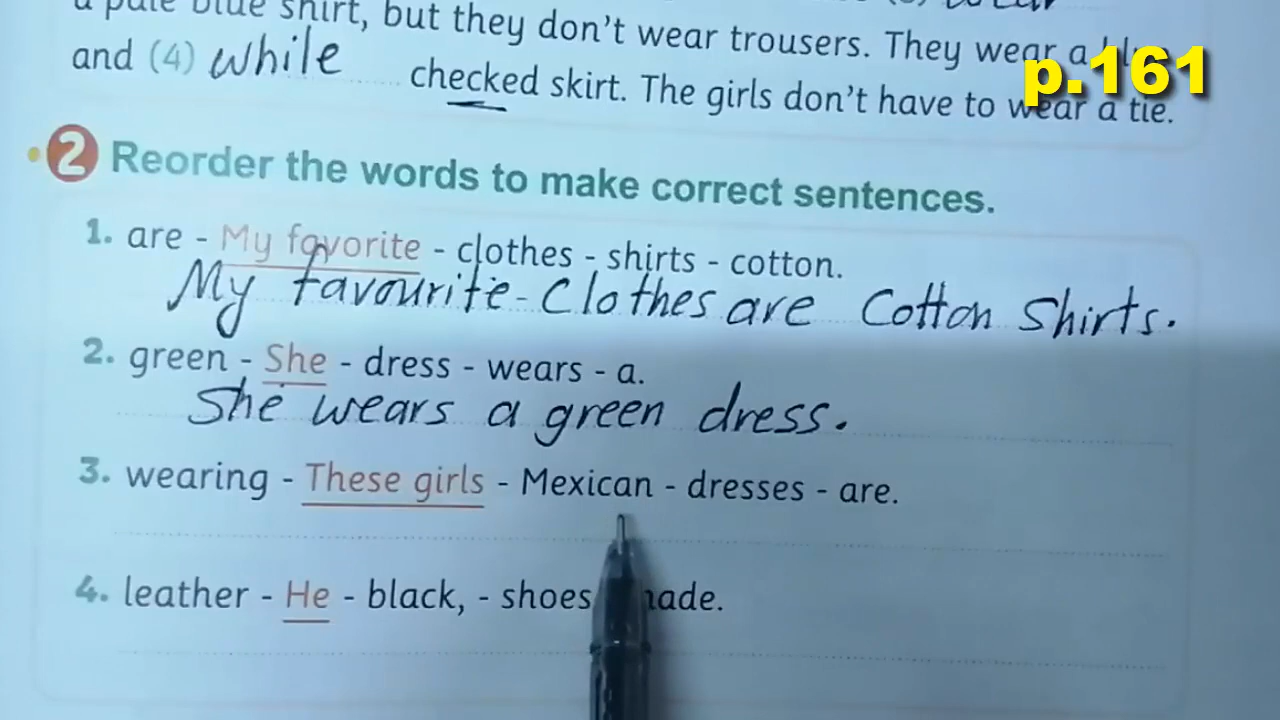 a pale blue shirt, but they don't wear trousers. They wear a
and (4) while checked skirt. The girls don't have to wear a tie.
p.161
2 Reorder the words to make correct sentences.
1. are - My favorite - clothes - shirts - cotton.
My favourite - Clothes are Cotton Shirts.
2. green - She - dress - wears - a.
She wears a green dress.
3. wearing - These girls - Mexican - dresses - are.
4. leather - He - black, - shoes